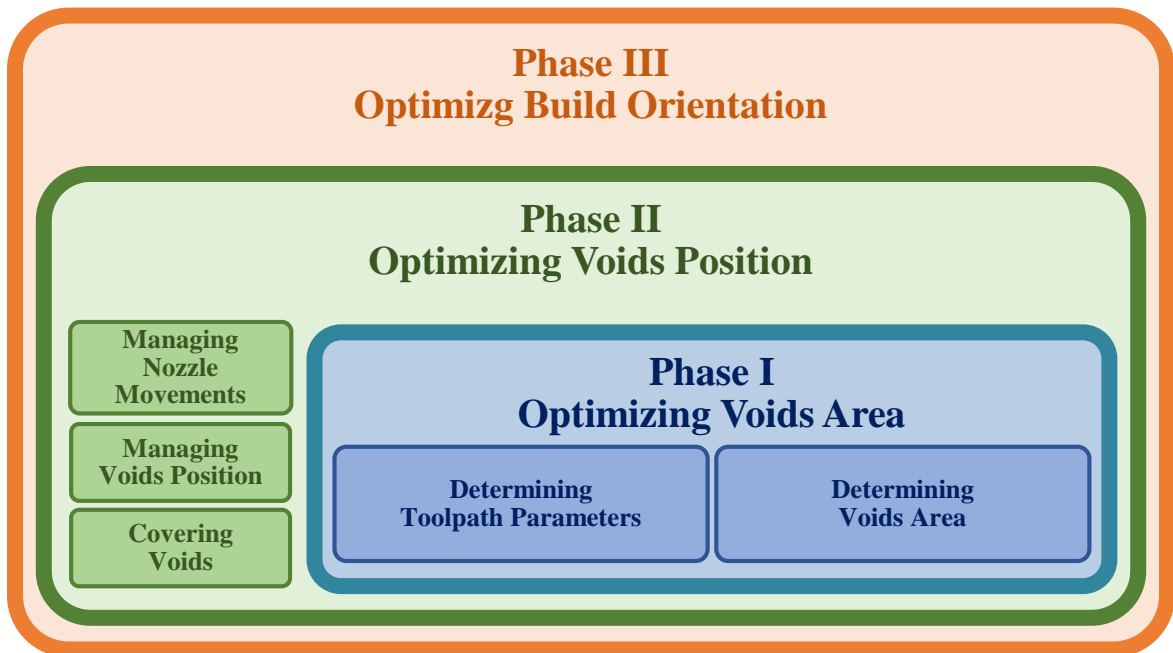 Phase III
Optimizg Build Orientation
Phase II
Optimizing Voids Position
Managing
Nozzle
Movements
Managing
Voids Position
Covering
Voids
Phase I
Optimizing Voids Area
Determining
Toolpath Parameters
Determining
Voids Area